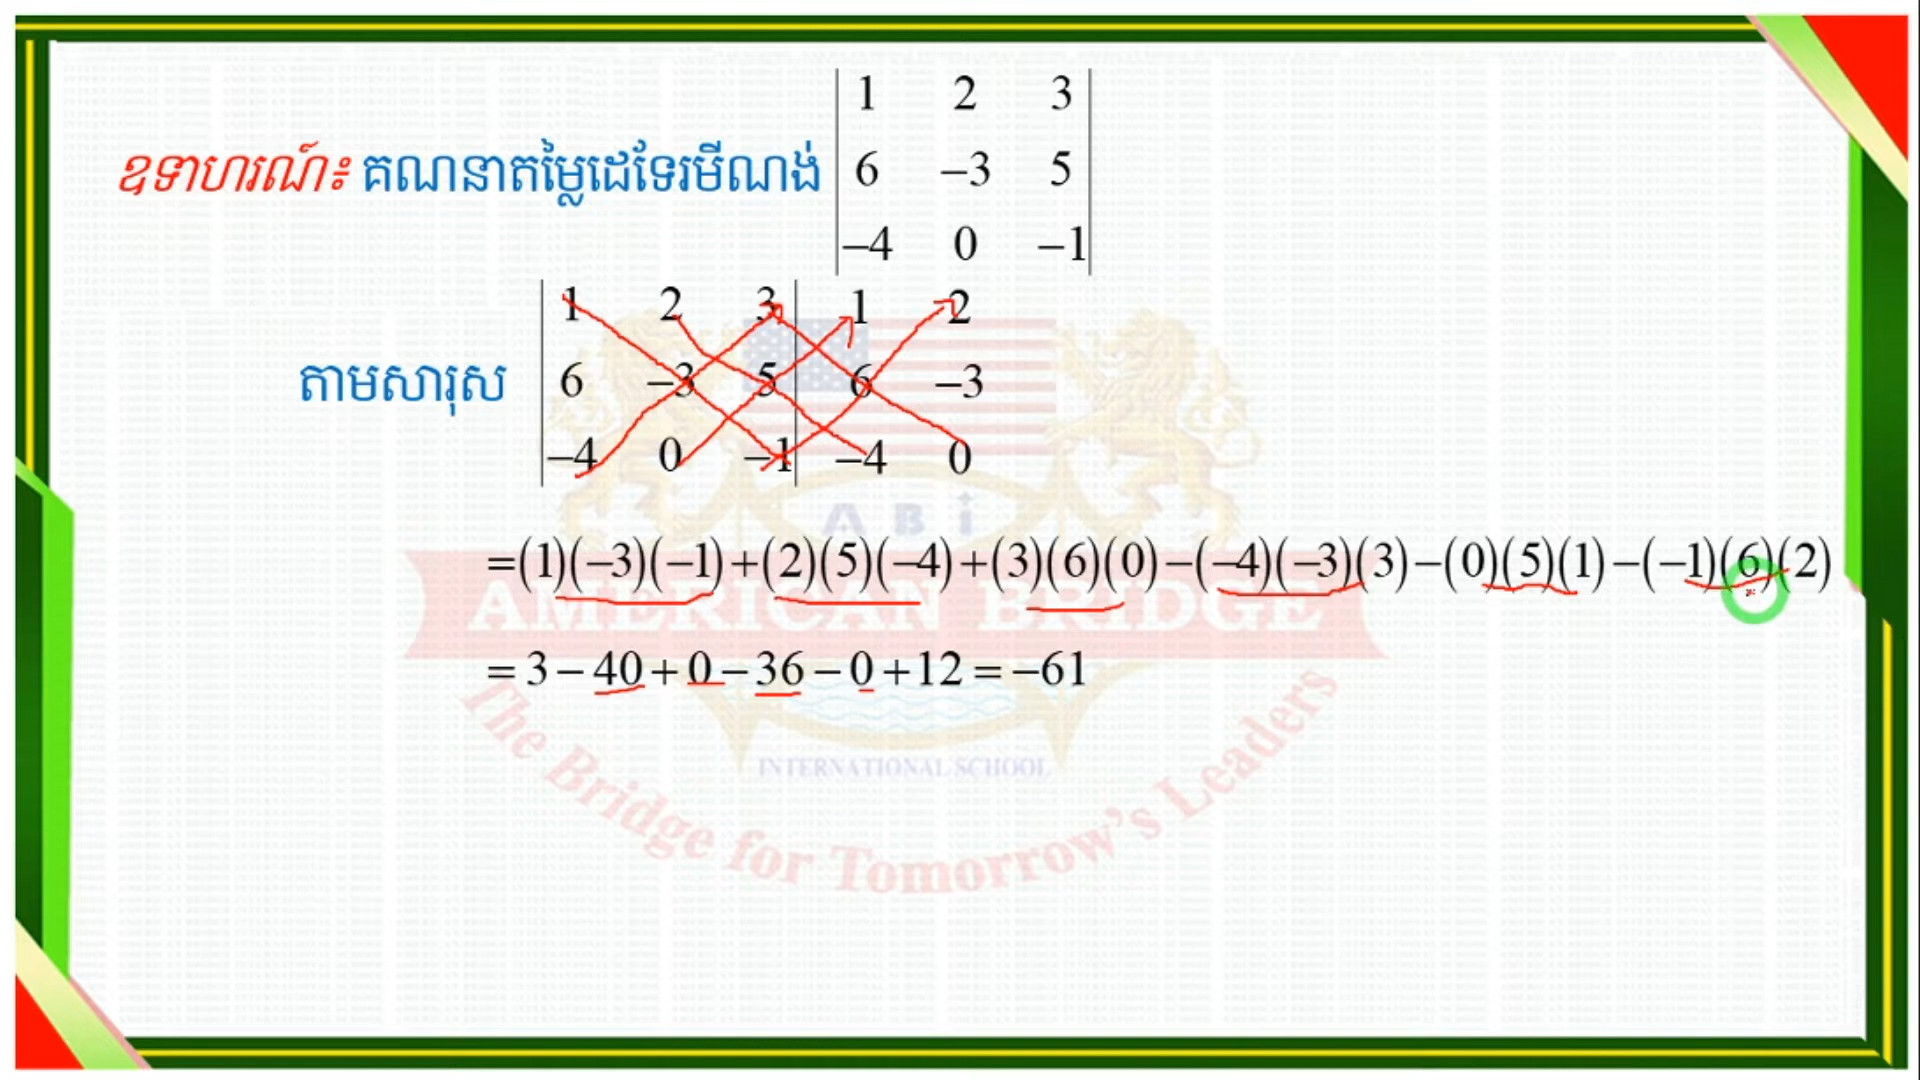 ឧទាហរណ៍៖ គណនាតម្លៃដេទែរមីណង់
1 2 3
6 −3 5
−4 0 −1
តាមសារុស
1 2 3 1 2
6 −3 5 6 −3
−4 0 −1 −4 0
=(1)(−3)(−1)+(2)(5)(−4)+(3)(6)(0)−(−4)(−3)(3)−(0)(5)(1)−(−1)(6)(2)
= 3−40+0−36−0+12 = −61
ABi
AMERICAN BRIDGE
INTERNATIONAL SCHOOL
The Bridge for Tomorrow's Leaders